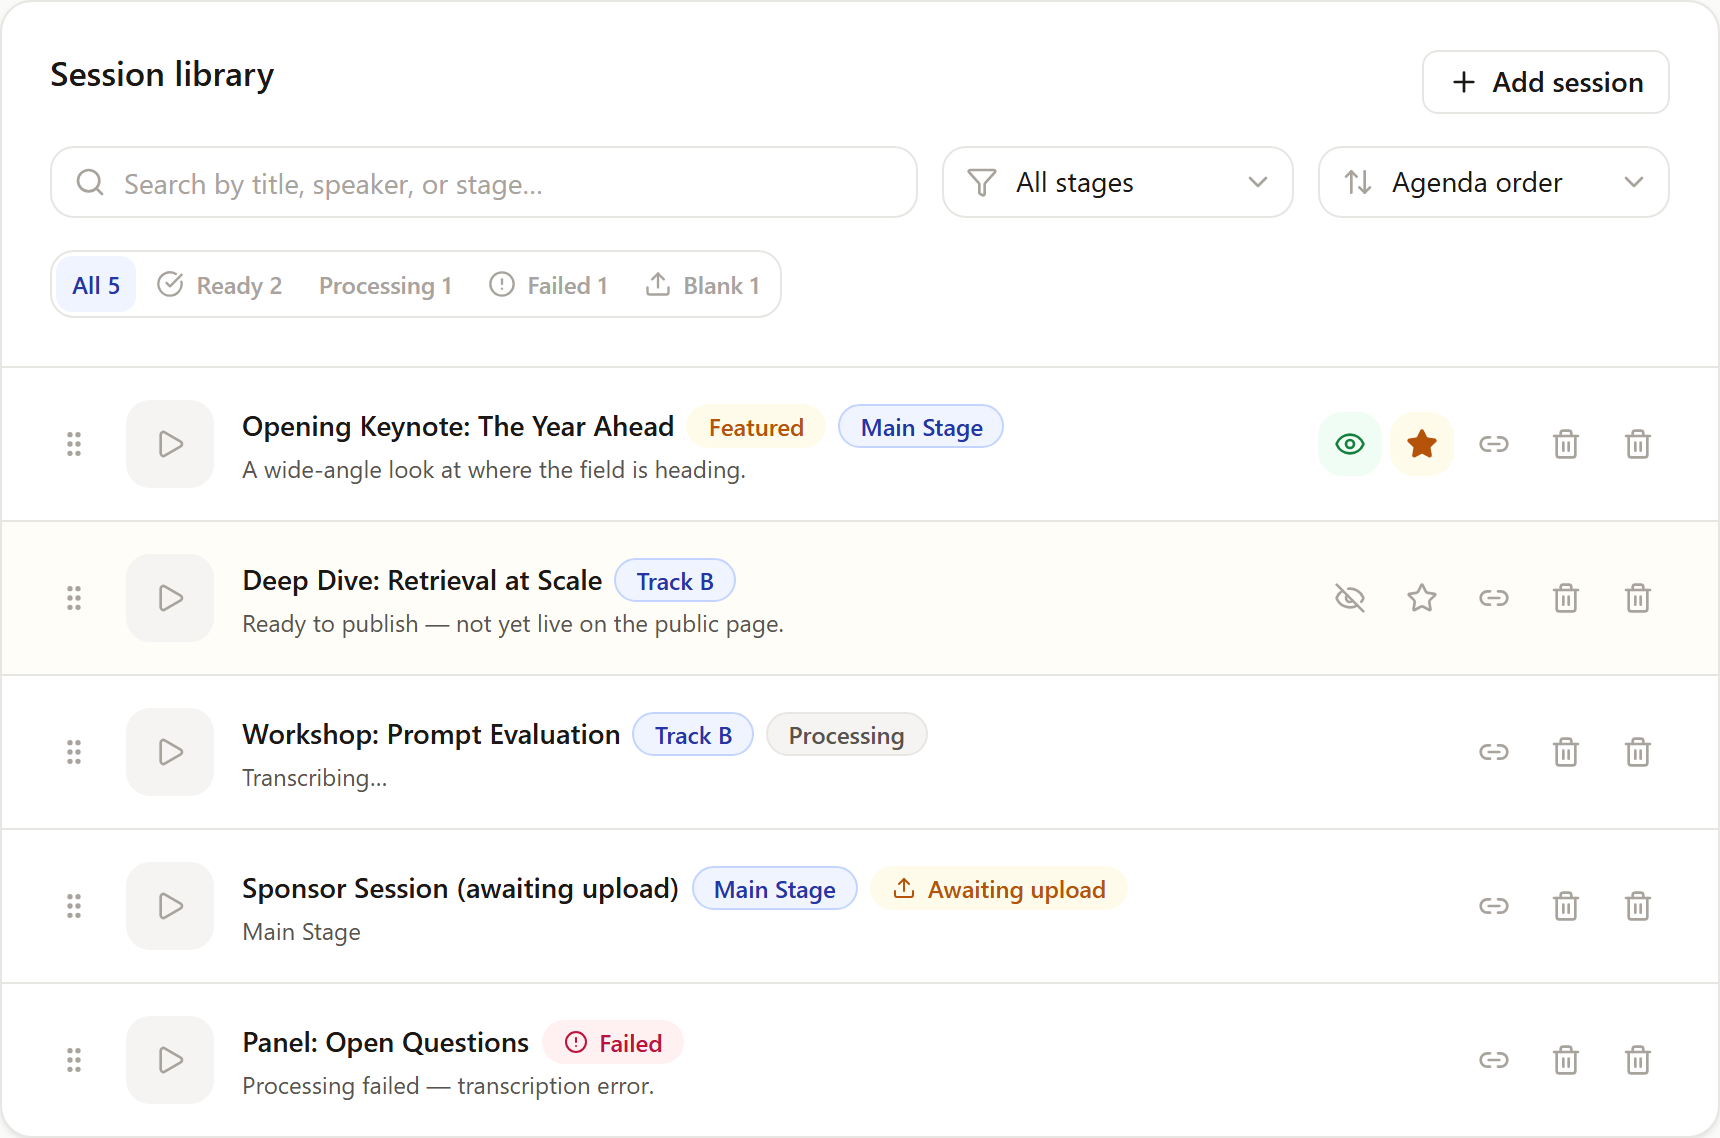 Session library
Add session
Search by title, speaker, or stage...
All stages
Agenda order
All 5
Ready 2
Processing 1
Failed 1
Blank 1
Opening Keynote: The Year Ahead Featured Main Stage
A wide-angle look at where the field is heading.
Deep Dive: Retrieval at Scale Track B
Ready to publish — not yet live on the public page.
Workshop: Prompt Evaluation Track B Processing
Transcribing...
Sponsor Session (awaiting upload) Main Stage Awaiting upload
Main Stage
Panel: Open Questions Failed
Processing failed — transcription error.